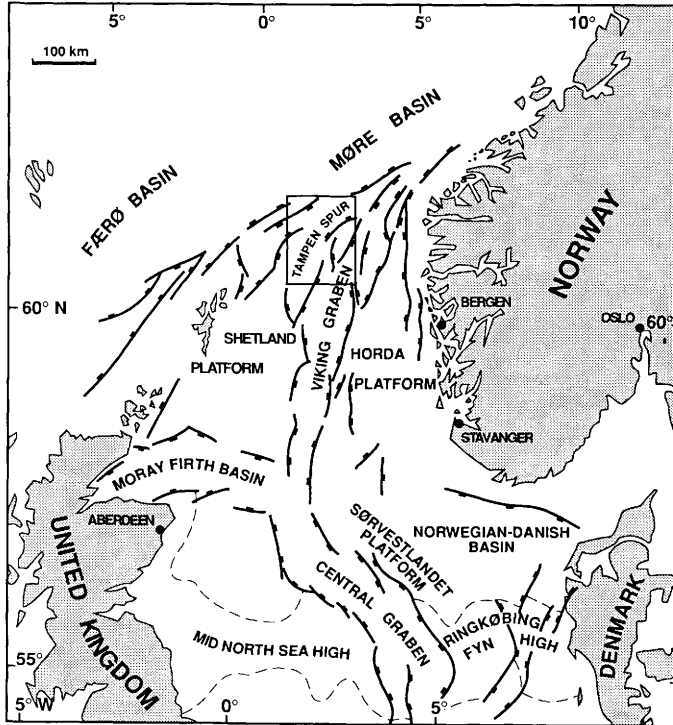 5° 0° 5° 10°
100 km
MØRE BASIN
FÆRØ BASIN
NORWAY
TAMPEN SPUR
60° N
BERGEN
OSLO 60°
SHETLAND
PLATFORM
VIKING GRABEN
HORDA
PLATFORM
STAVANGER
MORAY FIRTH BASIN
ABERDEEN
SØRVESTLANDET
PLATFORM
NORWEGIAN-DANISH
BASIN
UNITED
KINGDOM
CENTRAL
GRABEN
RINGKØBING
FYN
HIGH
DENMARK
MID NORTH SEA HIGH
55°
5° W 0° 5° 10°